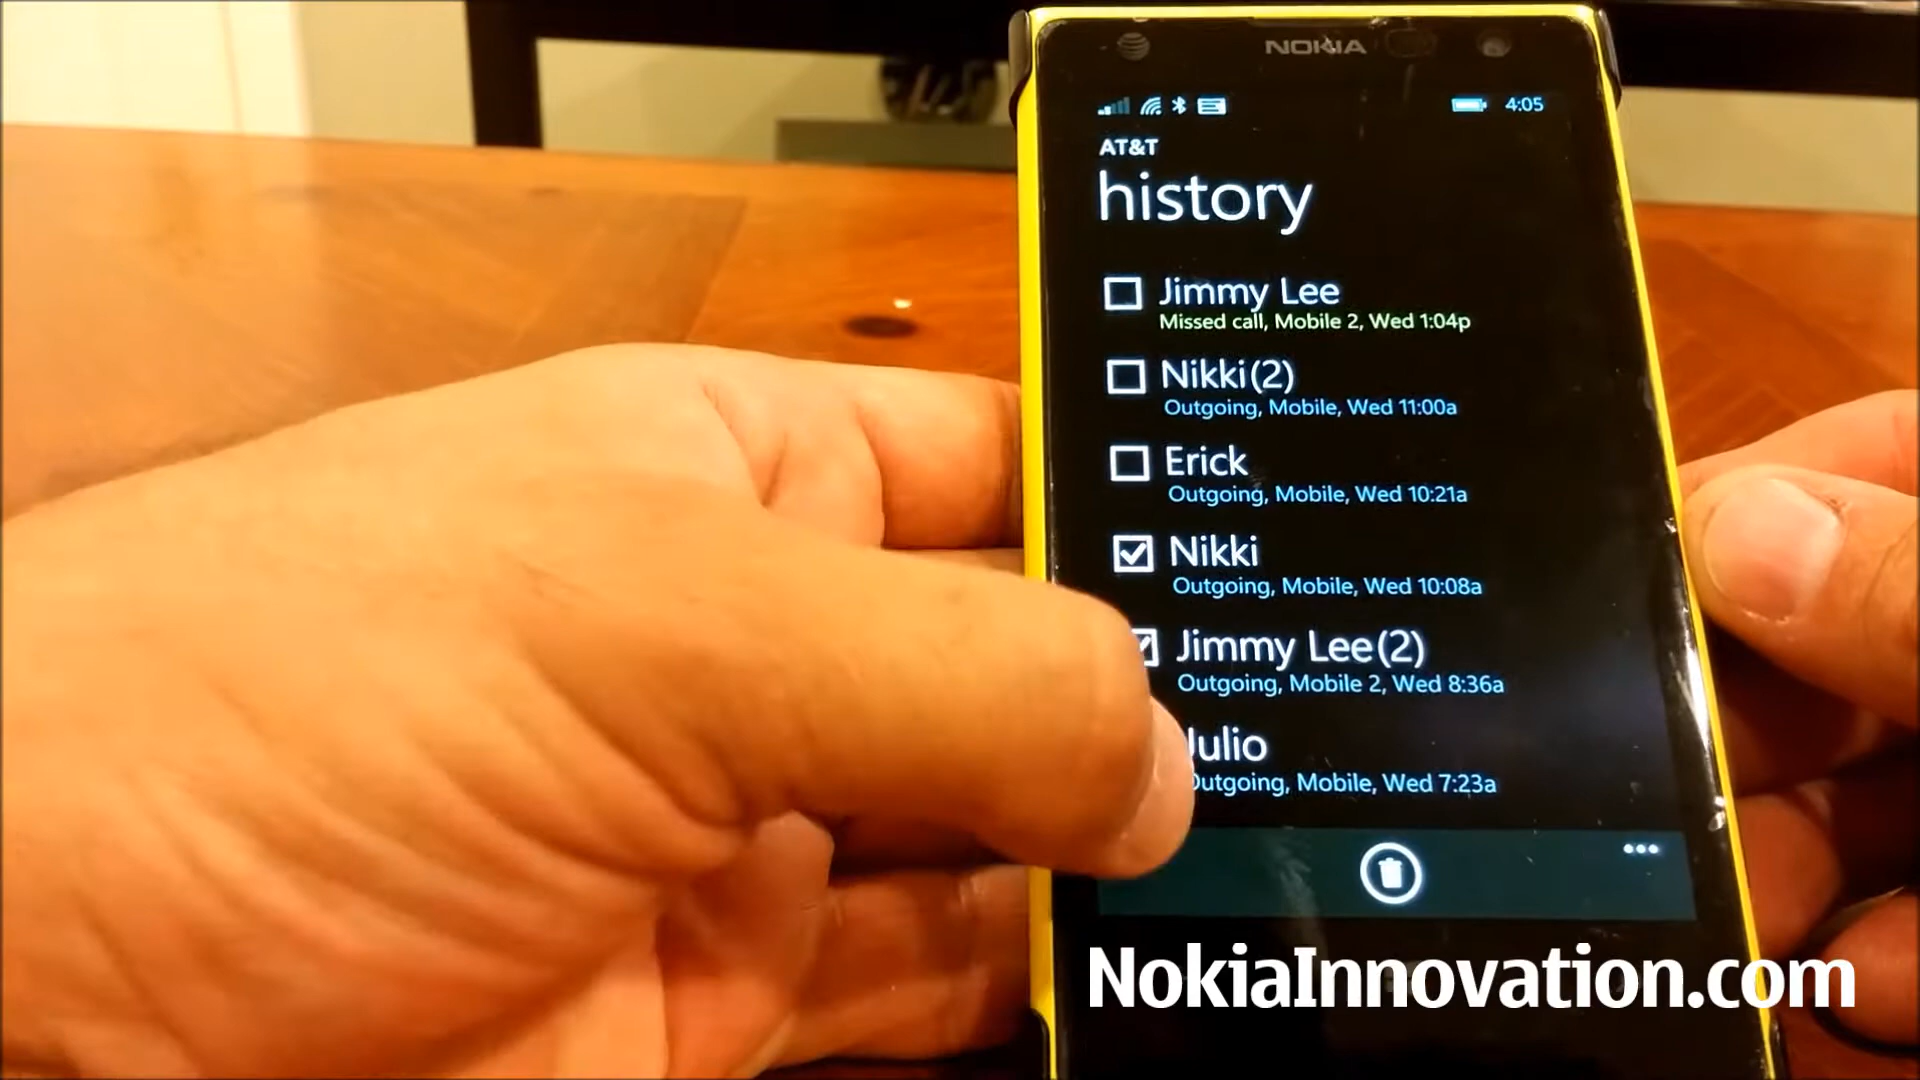 NOKIA
4:05
AT&T
history
Jimmy Lee
Missed call, Mobile 2, Wed 1:04p
Nikki(2)
Outgoing, Mobile, Wed 11:00a
Erick
Outgoing, Mobile, Wed 10:21a
Nikki
Outgoing, Mobile, Wed 10:08a
Jimmy Lee(2)
Outgoing, Mobile 2, Wed 8:36a
Julio
Outgoing, Mobile, Wed 7:23a
NokiaInnovation.com